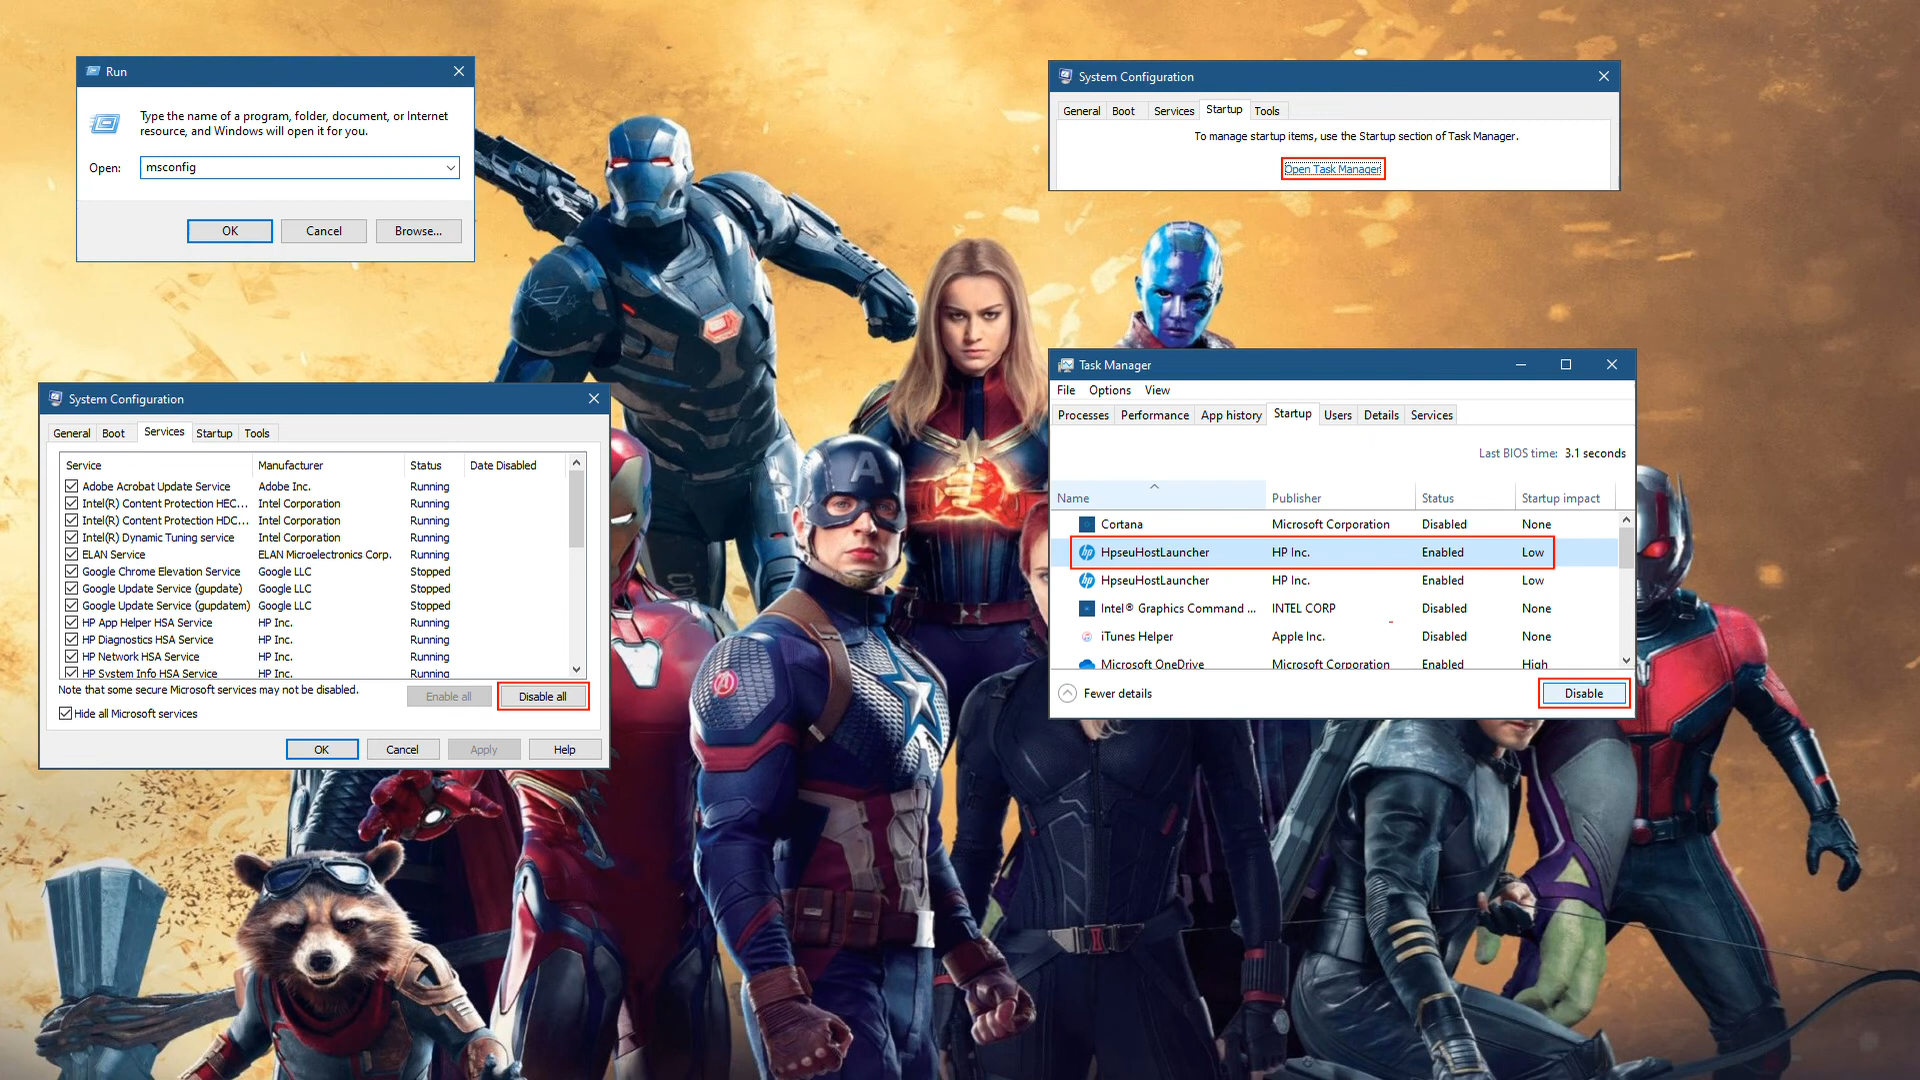 Run
Type the name of a program, folder, document, or Internet
resource, and Windows will open it for you.
Open: msconfig
OK Cancel Browse...
System Configuration
General Boot Services Startup Tools
Service Manufacturer Status Date Disabled
Adobe Acrobat Update Service Adobe Inc. Running
Intel(R) Content Protection HEC... Intel Corporation Running
Intel(R) Content Protection HDC... Intel Corporation Running
Intel(R) Dynamic Tuning service Intel Corporation Running
ELAN Service ELAN Microelectronics Corp. Running
Google Chrome Elevation Service Google LLC Stopped
Google Update Service (gupdate) Google LLC Stopped
Google Update Service (gupdatem) Google LLC Stopped
HP App Helper HSA Service HP Inc. Running
HP Diagnostics HSA Service HP Inc. Running
HP Network HSA Service HP Inc. Running
HP System Info HSA Service HP Inc. Running
Note that some secure Microsoft services may not be disabled. Enable all Disable all
Hide all Microsoft services
OK Cancel Apply Help
System Configuration
General Boot Services Startup Tools
To manage startup items, use the Startup section of Task Manager.
Open Task Manager
Task Manager
File Options View
Processes Performance App history Startup Users Details Services
Last BIOS time: 3.1 seconds
Name Publisher Status Startup impact
Cortana Microsoft Corporation Disabled None
hp HpseuHostLauncher HP Inc. Enabled Low
hp HpseuHostLauncher HP Inc. Enabled Low
Intel® Graphics Command ... INTEL CORP Disabled None
iTunes Helper Apple Inc. Disabled None
Microsoft OneDrive Microsoft Corporation Enabled High
Fewer details Disable
A